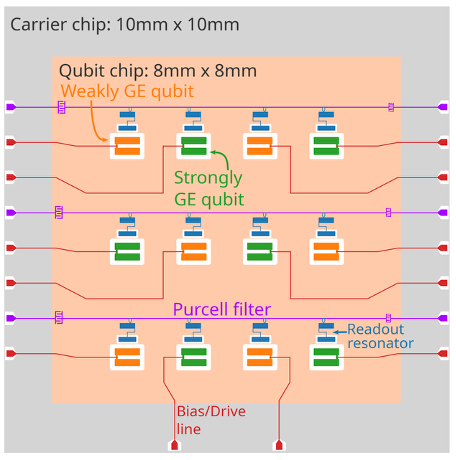 Carrier chip: 10mm x 10mm
Qubit chip: 8mm x 8mm
Weakly GE qubit
Strongly
GE qubit
Purcell filter
Readout
resonator
Bias/Drive
line